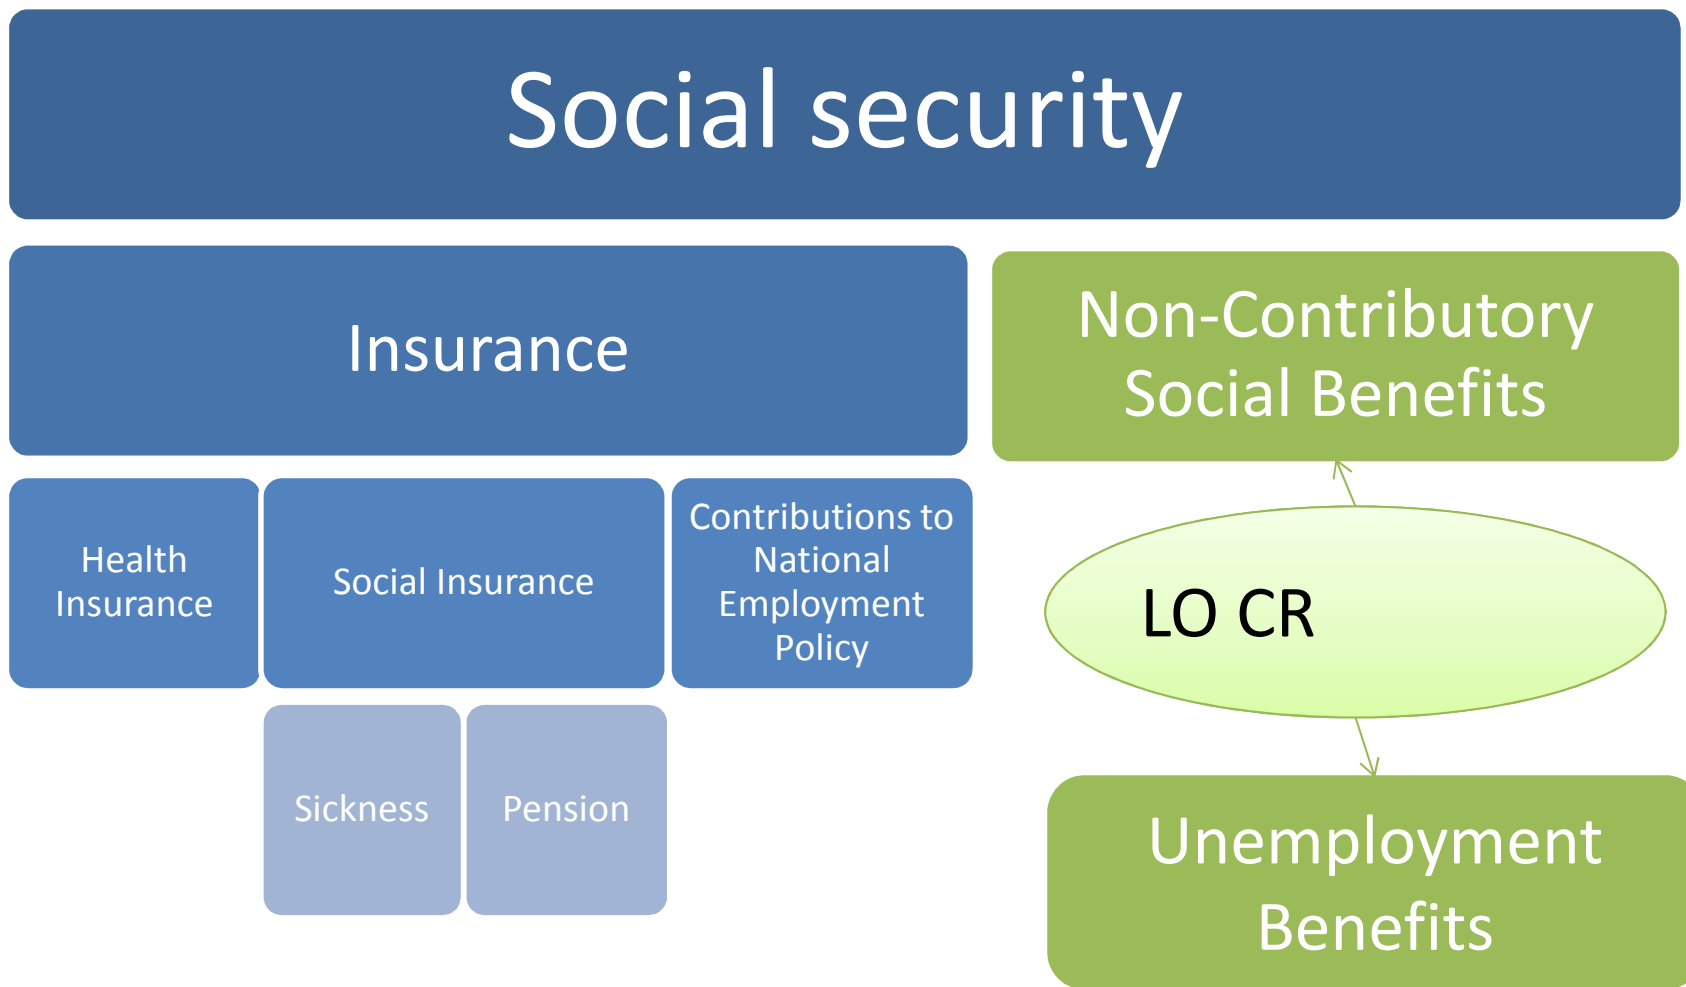 Social security
Insurance
Non-Contributory
Social Benefits
Health
Insurance
Social Insurance
Contributions to
National
Employment
Policy
LO CR
Sickness
Pension
Unemployment
Benefits